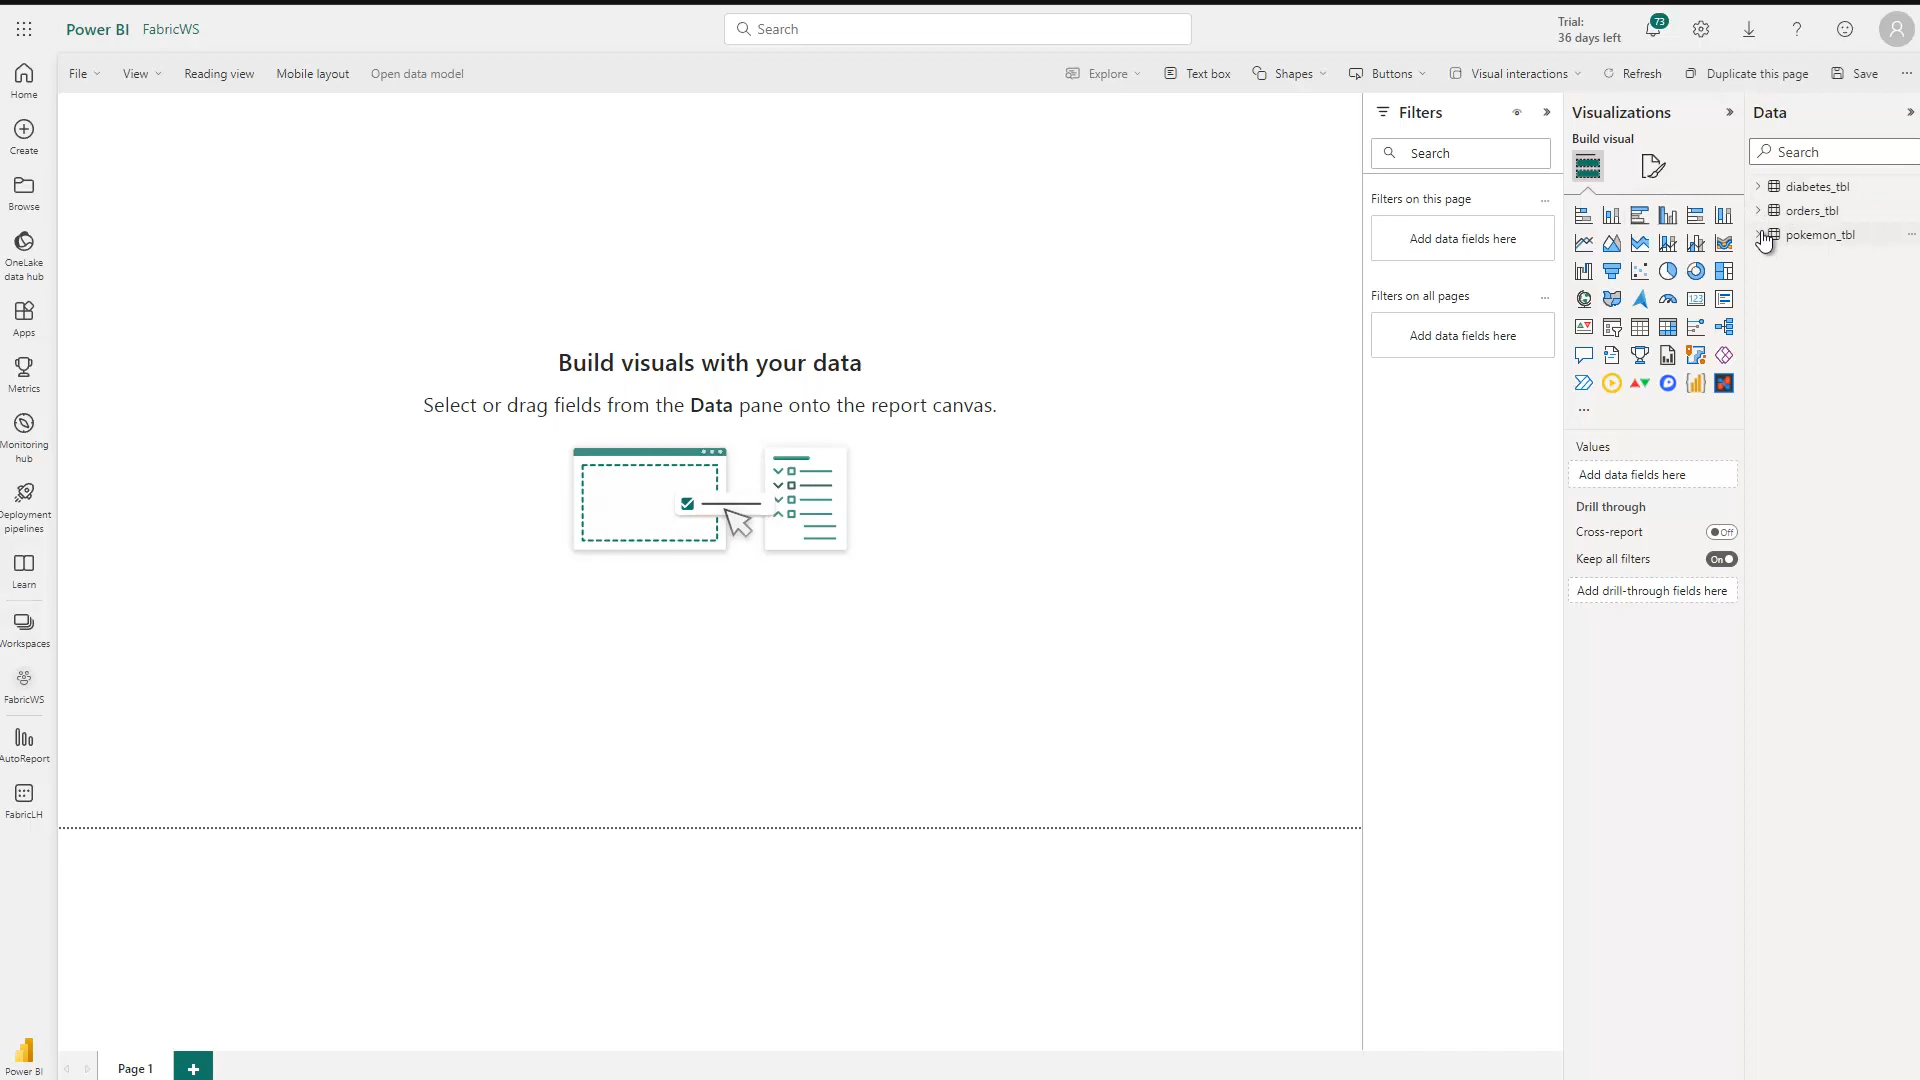 Power BI FabricWS
Search
Trial:
36 days left
73
File View Reading view Mobile layout Open data model
Explore Text box Shapes Buttons Visual interactions Refresh Duplicate this page Save
Home
Create
Browse
OneLake
data hub
Apps
Metrics
Monitoring
hub
Deployment
pipelines
Learn
Workspaces
FabricWS
AutoReport
FabricLH
Power BI
Build visuals with your data
Select or drag fields from the Data pane onto the report canvas.
Page 1
Filters
Search
Filters on this page
Add data fields here
Filters on all pages
Add data fields here
Visualizations
Build visual
123
Values
Add data fields here
Drill through
Cross-report
Off
Keep all filters
On
Add drill-through fields here
Data
Search
diabetes_tbl
orders_tbl
pokemon_tbl